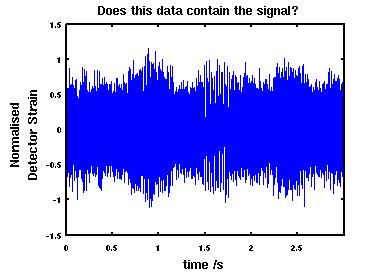 Does this data contain the signal?
1.5
1
0.5
0
-0.5
-1
-1.5
Normalised
Detector Strain
0 0.5 1 1.5 2 2.5
time /s